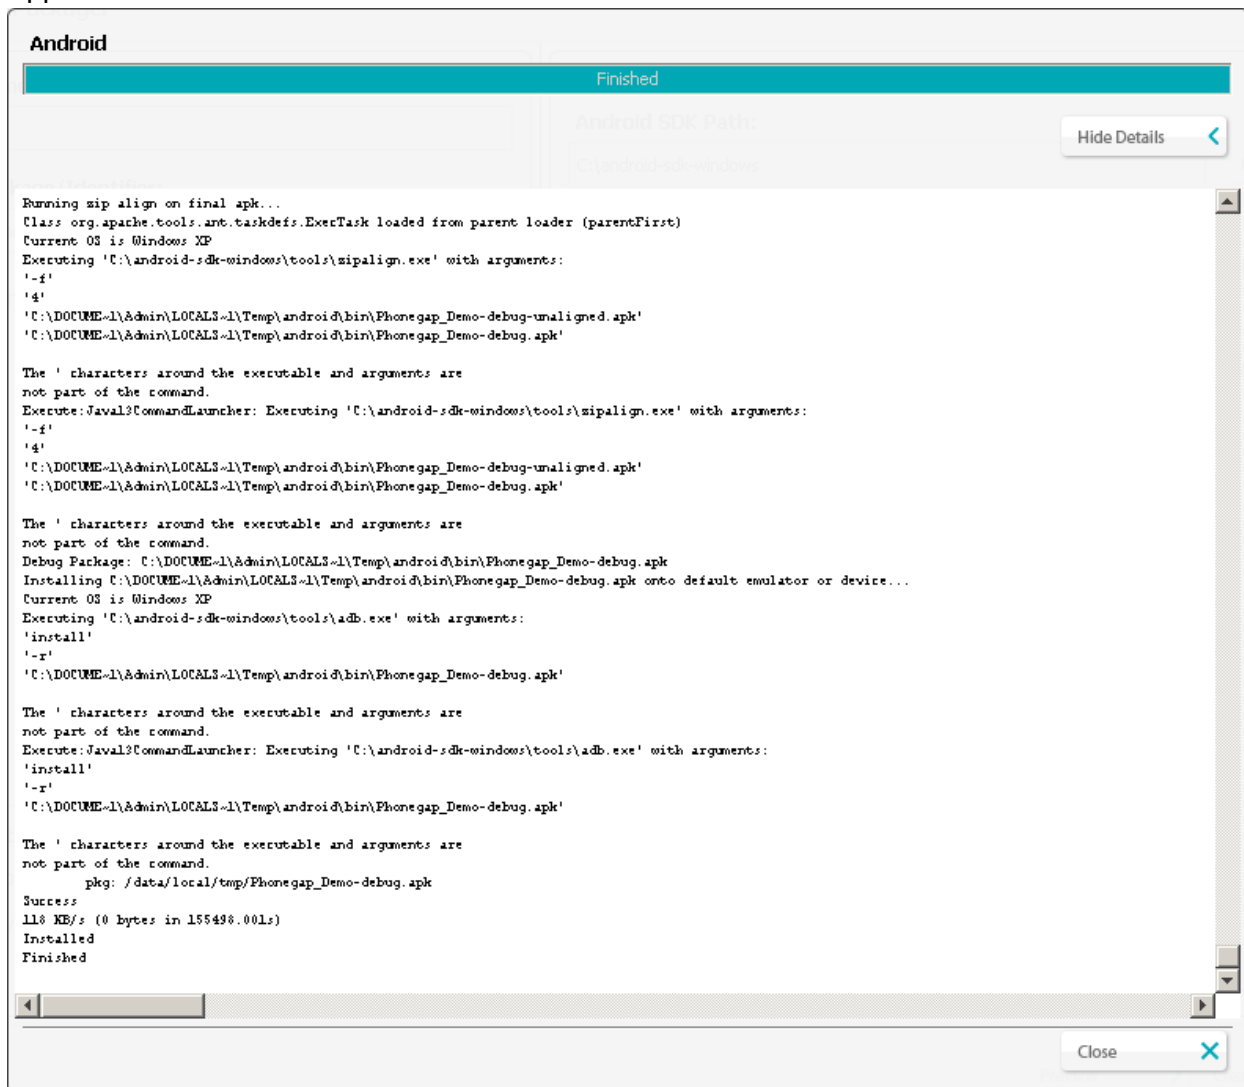 Android
Finished
Android SDK Path:
Hide Details
C:\android-sdk-windows
Running zip align on final apk...
Class org.apache.tools.ant.taskdefs.ExecTask loaded from parent loader (parentFirst)
Current OS is Windows XP
Executing 'C:\android-sdk-windows\tools\zipalign.exe' with arguments:
'-f'
'4'
'C:\DOCUME~1\Admin\LOCALS~1\Temp\android\bin\Phonegap_Demo-debug-unaligned.apk'
'C:\DOCUME~1\Admin\LOCALS~1\Temp\android\bin\Phonegap_Demo-debug.apk'
The ' characters around the executable and arguments are
not part of the command.
Execute:Java13CommandLauncher: Executing 'C:\android-sdk-windows\tools\zipalign.exe' with arguments:
'-f'
'4'
'C:\DOCUME~1\Admin\LOCALS~1\Temp\android\bin\Phonegap_Demo-debug-unaligned.apk'
'C:\DOCUME~1\Admin\LOCALS~1\Temp\android\bin\Phonegap_Demo-debug.apk'
The ' characters around the executable and arguments are
not part of the command.
Debug Package: C:\DOCUME~1\Admin\LOCALS~1\Temp\android\bin\Phonegap_Demo-debug.apk
Installing C:\DOCUME~1\Admin\LOCALS~1\Temp\android\bin\Phonegap_Demo-debug.apk onto default emulator or device...
Current OS is Windows XP
Executing 'C:\android-sdk-windows\tools\adb.exe' with arguments:
'install'
'-r'
'C:\DOCUME~1\Admin\LOCALS~1\Temp\android\bin\Phonegap_Demo-debug.apk'
The ' characters around the executable and arguments are
not part of the command.
Execute:Java13CommandLauncher: Executing 'C:\android-sdk-windows\tools\adb.exe' with arguments:
'install'
'-r'
'C:\DOCUME~1\Admin\LOCALS~1\Temp\android\bin\Phonegap_Demo-debug.apk'
The ' characters around the executable and arguments are
not part of the command.
pkg: /data/local/tmp/Phonegap_Demo-debug.apk
Success
118 KB/s (0 bytes in 155498.001s)
Installed
Finished
Close